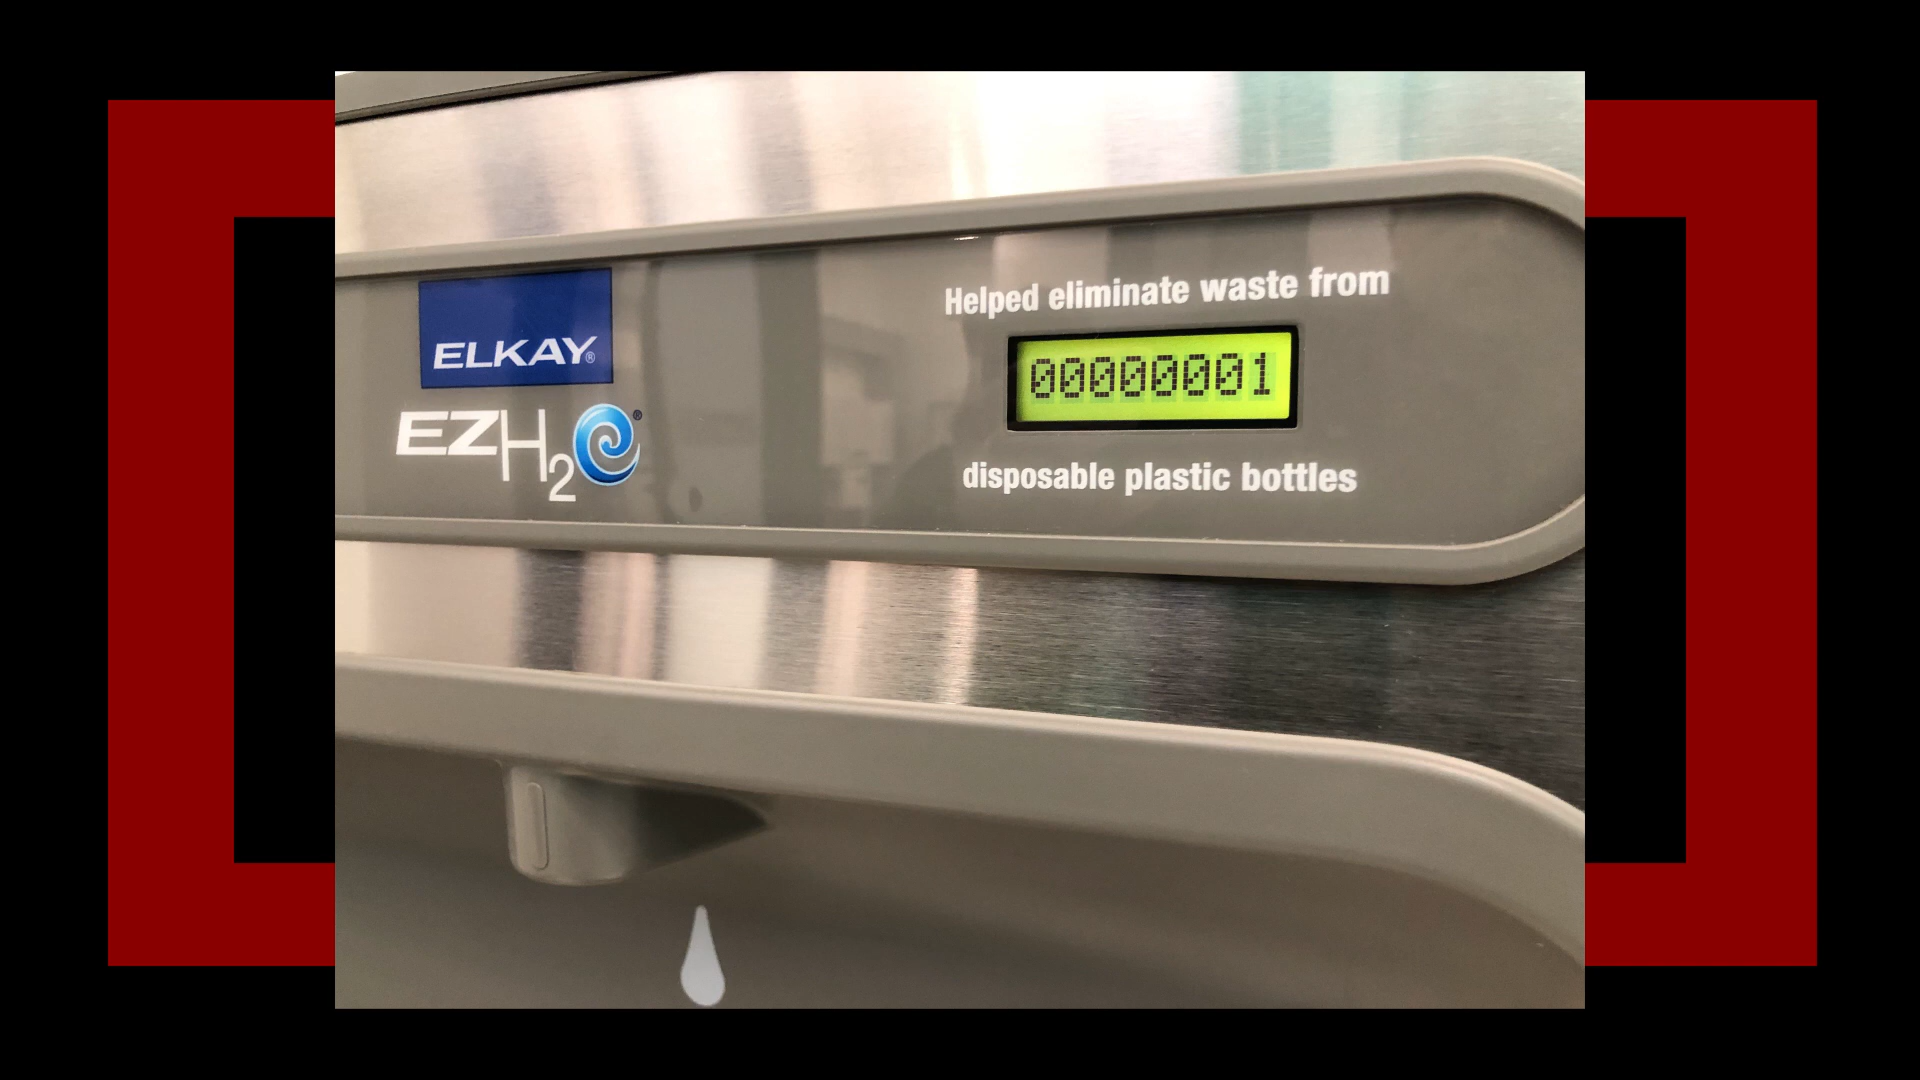 ELKAY®
EZH2O®
Helped eliminate waste from
00000001
disposable plastic bottles